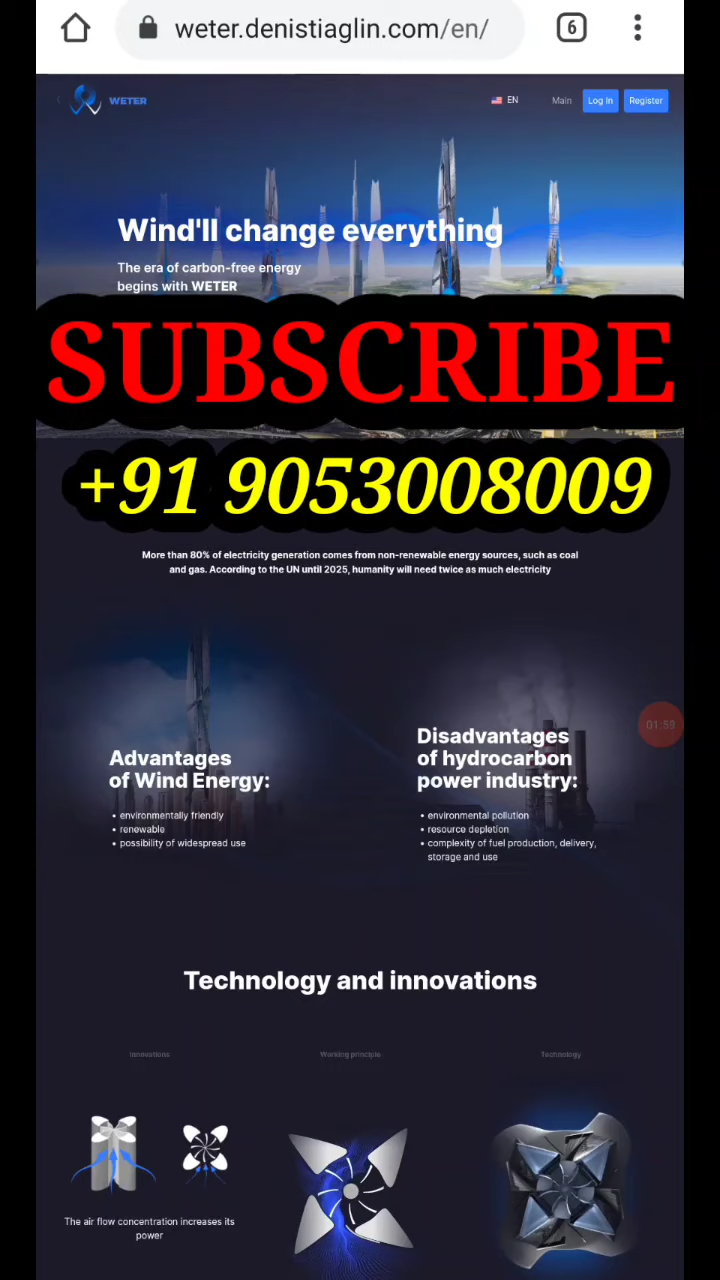 weter.denistiaglin.com/en/
6
WETER
EN
Main
Log In
Register
Wind'll change everything
The era of carbon-free energy
begins with WETER
SUBSCRIBE
+91 9053008009
More than 80% of electricity generation comes from non-renewable energy sources, such as coal
and gas. According to the UN until 2025, humanity will need twice as much electricity
Advantages
of Wind Energy:
• environmentally friendly
• renewable
• possibility of widespread use
Disadvantages
of hydrocarbon
power industry:
• environmental pollution
• resource depletion
• complexity of fuel production, delivery,
storage and use
01:59
Technology and innovations
Innovations
Working principle
Technology
The air flow concentration increases its
power